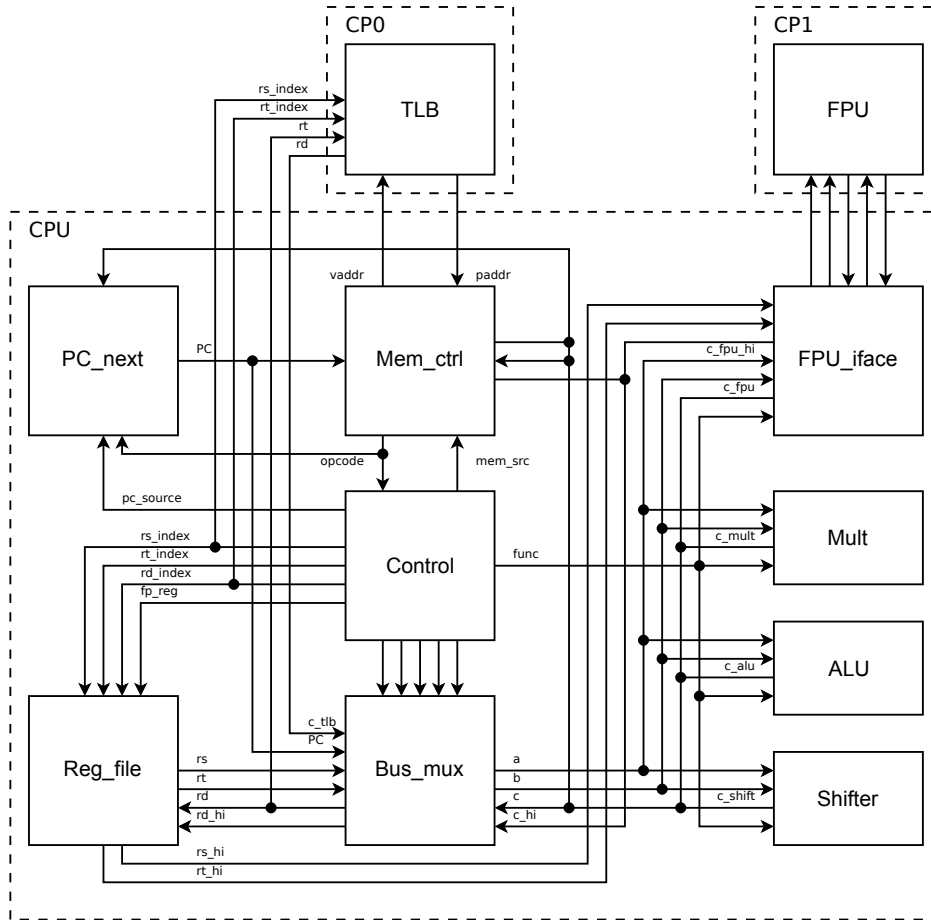 CP0
CP1
TLB
FPU
rs_index
rt_index
rt
rd
CPU
vaddr
paddr
PC_next
PC
Mem_ctrl
FPU_iface
c_fpu_hi
c_fpu
opcode
mem_src
pc_source
rs_index
rt_index
rd_index
fp_reg
Control
func
c_mult
Mult
c_alu
ALU
c_tlb
PC
Reg_file
rs
rt
rd
rd_hi
Bus_mux
a
b
c
c_hi
c_shift
Shifter
rs_hi
rt_hi